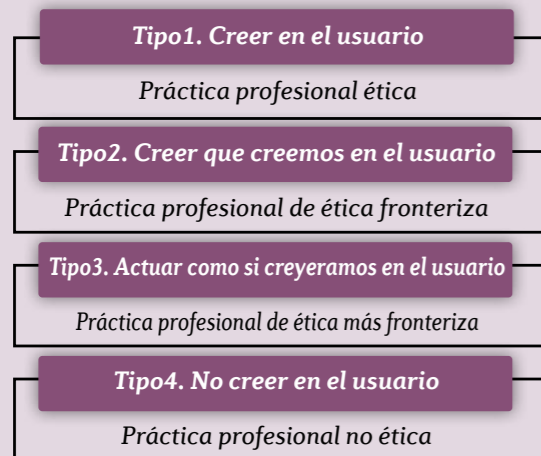 Tipo1. Creer en el usuario
Práctica profesional ética
Tipo2. Creer que creemos en el usuario
Práctica profesional de ética fronteriza
Tipo3. Actuar como si creyeramos en el usuario
Práctica profesional de ética más fronteriza
Tipo4. No creer en el usuario
Práctica profesional no ética